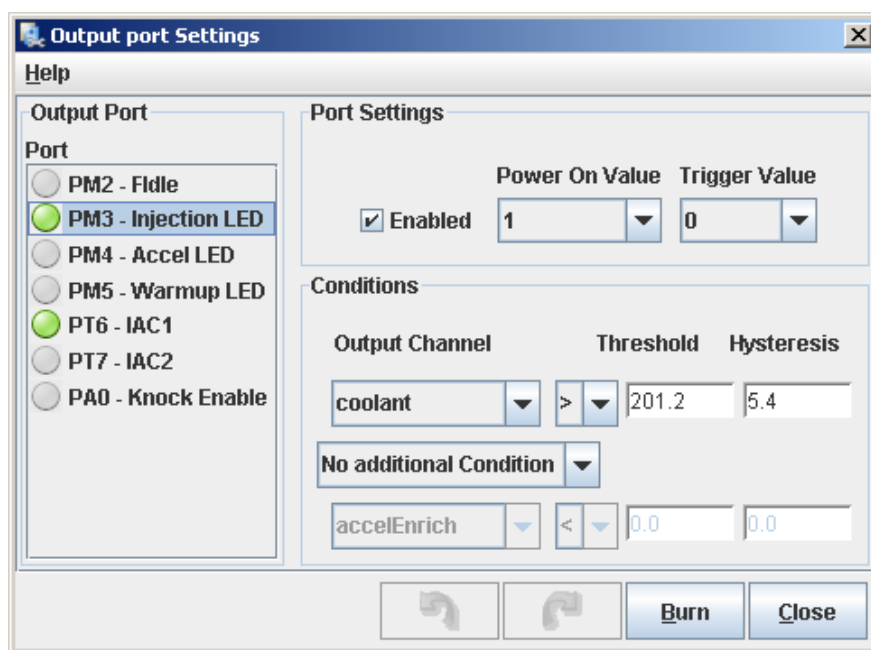 Output port Settings
Help
Output Port
Port
PM2 - FIdle
PM3 - Injection LED
PM4 - Accel LED
PM5 - Warmup LED
PT6 - IAC1
PT7 - IAC2
PA0 - Knock Enable
Port Settings
Power On Value Trigger Value
Enabled 1 0
Conditions
Output Channel Threshold Hysteresis
coolant > 201.2 5.4
No additional Condition
accelEnrich < 0.0 0.0
Burn Close